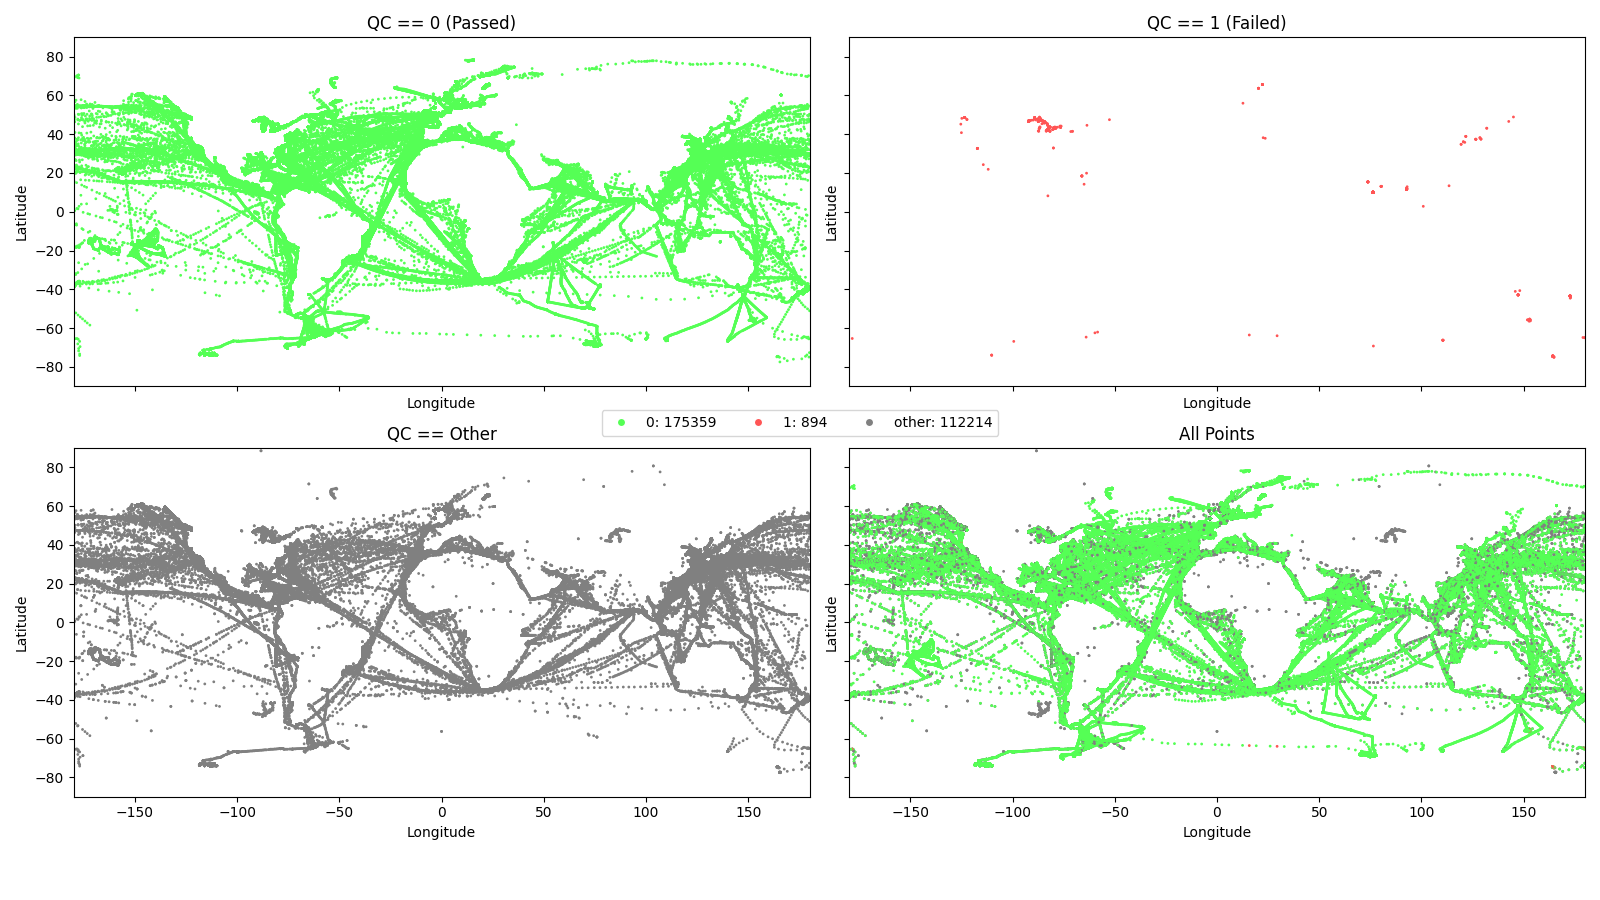 QC == 0 (Passed)
QC == 1 (Failed)
80
60
40
20
0
−20
−40
−60
−80
Latitude
Latitude
Longitude
Longitude
0: 175359
1: 894
other: 112214
QC == Other
All Points
80
60
40
20
0
−20
−40
−60
−80
Latitude
Latitude
−150
−100
−50
0
50
100
150
−150
−100
−50
0
50
100
150
Longitude
Longitude